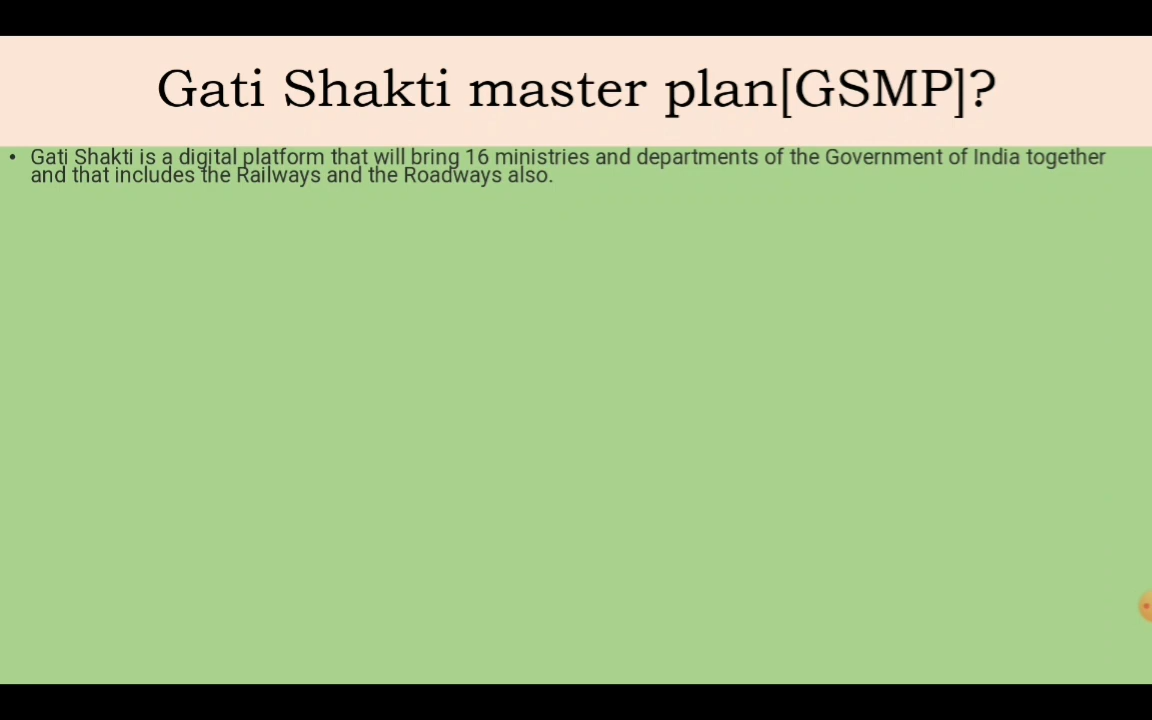 Gati Shakti master plan[GSMP]?
• Gati Shakti is a digital platform that will bring 16 ministries and departments of the Government of India together
and that includes the Railways and the Roadways also.